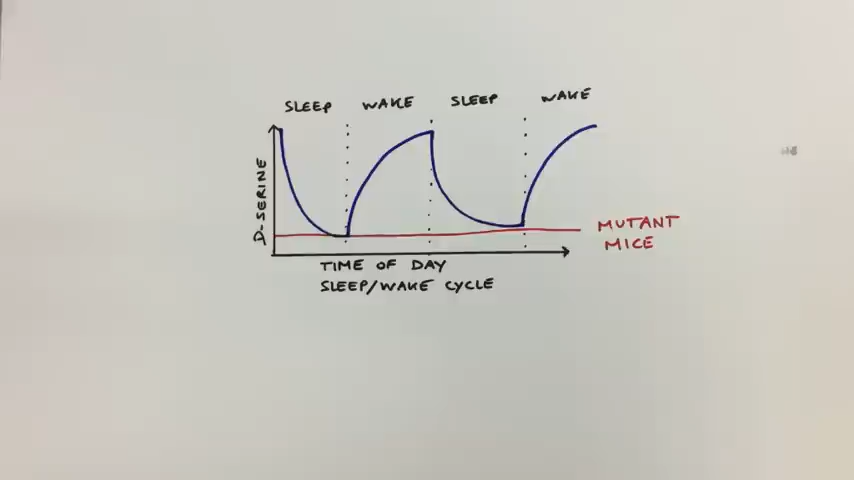 SLEEP WAKE SLEEP WAKE
D-SERINE
MUTANT
MICE
TIME OF DAY
SLEEP/WAKE CYCLE